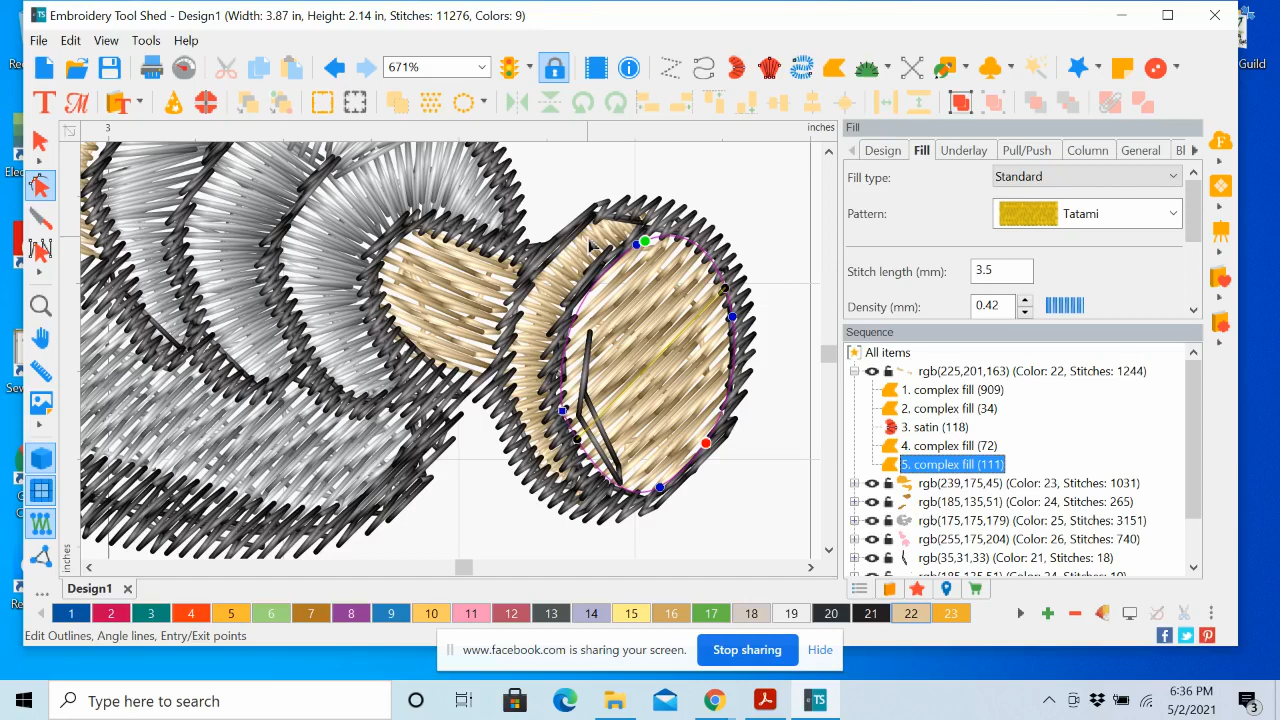 Embroidery Tool Shed - Design1 (Width: 3.87 in, Height: 2.14 in, Stitches: 11276, Colors: 9)
File Edit View Tools Help
Guild
671%
3
inches
Fill
Design Fill Underlay Pull/Push Column General Bl
Fill type: Standard
Pattern: Tatami
Stitch length (mm): 3.5
Density (mm): 0.42
Sequence
All items
rgb(225,201,163) (Color: 22, Stitches: 1244)
1. complex fill (909)
2. complex fill (34)
3. satin (118)
4. complex fill (72)
5. complex fill (111)
rgb(239,175,45) (Color: 23, Stitches: 1031)
rgb(185,135,51) (Color: 24, Stitches: 265)
rgb(175,175,179) (Color: 25, Stitches: 3151)
rgb(255,175,204) (Color: 26, Stitches: 740)
rgb(35,31,33) (Color: 21, Stitches: 18)
inches
Design1
1 2 3 4 5 6 7 8 9 10 11 12 13 14 15 16 17 18 19 20 21 22 23
Edit Outlines, Angle lines, Entry/Exit points
www.facebook.com is sharing your screen. Stop sharing Hide
Type here to search
6:36 PM
5/2/2021
3